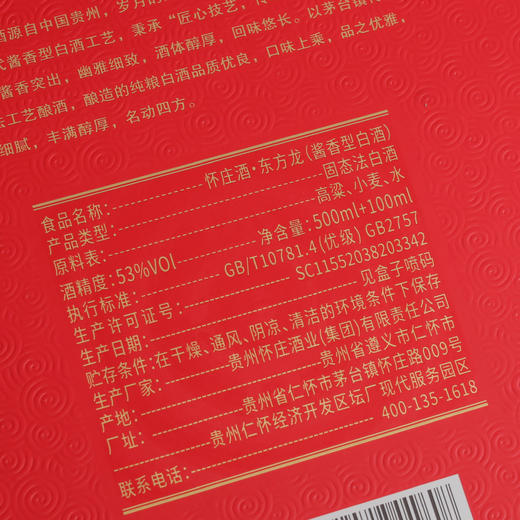 酒源自中国贵州，岁月的
酱香型白酒工艺，秉承“匠心技艺，传
酱香突出，幽雅细致，酒体醇厚，回味悠长。以茅台镇
工艺酿酒，酿造的纯粮白酒品质优良，口味上乘，品之优雅，
细腻，丰满醇厚，名动四方。
食品名称：怀庄酒·东方龙（酱香型白酒）
产品类型：固态法白酒
原料表：高粱、小麦、水
酒精度：53%VOl 净含量：500ml+100ml
执行标准：GB/T10781.4(优级) GB2757
生产许可证号：SC11552038203342
生产日期：见盒子喷码
贮存条件：在干燥、通风、阴凉、清洁的环境条件下保存
生产厂家：贵州怀庄酒业(集团)有限责任公司
产地：贵州省遵义市仁怀市
厂址：贵州省仁怀市茅台镇怀庄路009号
贵州仁怀经济开发区坛厂现代服务园区
联系电话：400-135-1618